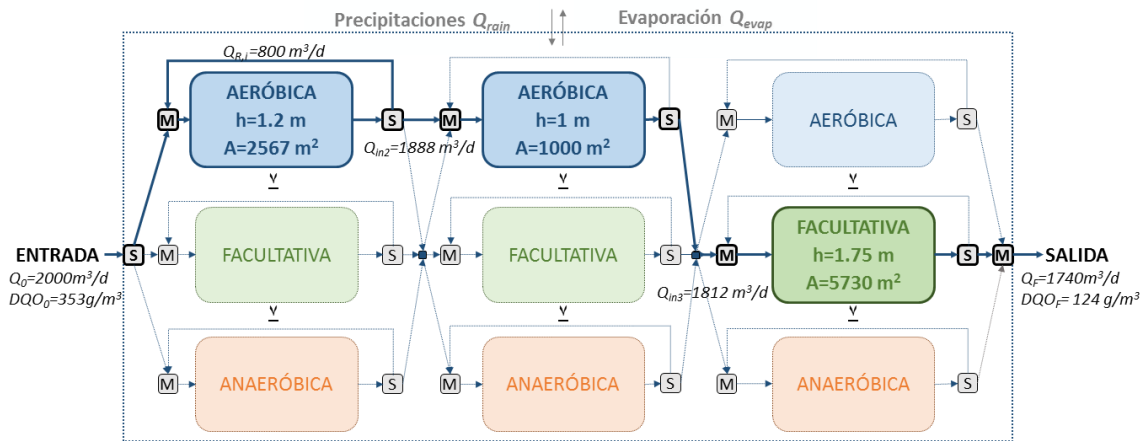 Precipitaciones Q_rain
Evaporación Q_evap
Q_R,i=800 m³/d
M
AERÓBICA
h=1.2 m
A=2567 m²
S
M
AERÓBICA
h=1 m
A=1000 m²
S
M
AERÓBICA
S
Q_in2=1888 m³/d
∨
∨
∨
ENTRADA
S
M
FACULTATIVA
S
M
FACULTATIVA
S
M
FACULTATIVA
h=1.75 m
A=5730 m²
S
M
SALIDA
Q_0=2000m³/d
DQO_0=353g/m³
Q_in3=1812 m³/d
Q_F=1740m³/d
DQO_F= 124 g/m³
∨
∨
∨
M
ANAERÓBICA
S
M
ANAERÓBICA
S
M
ANAERÓBICA
S